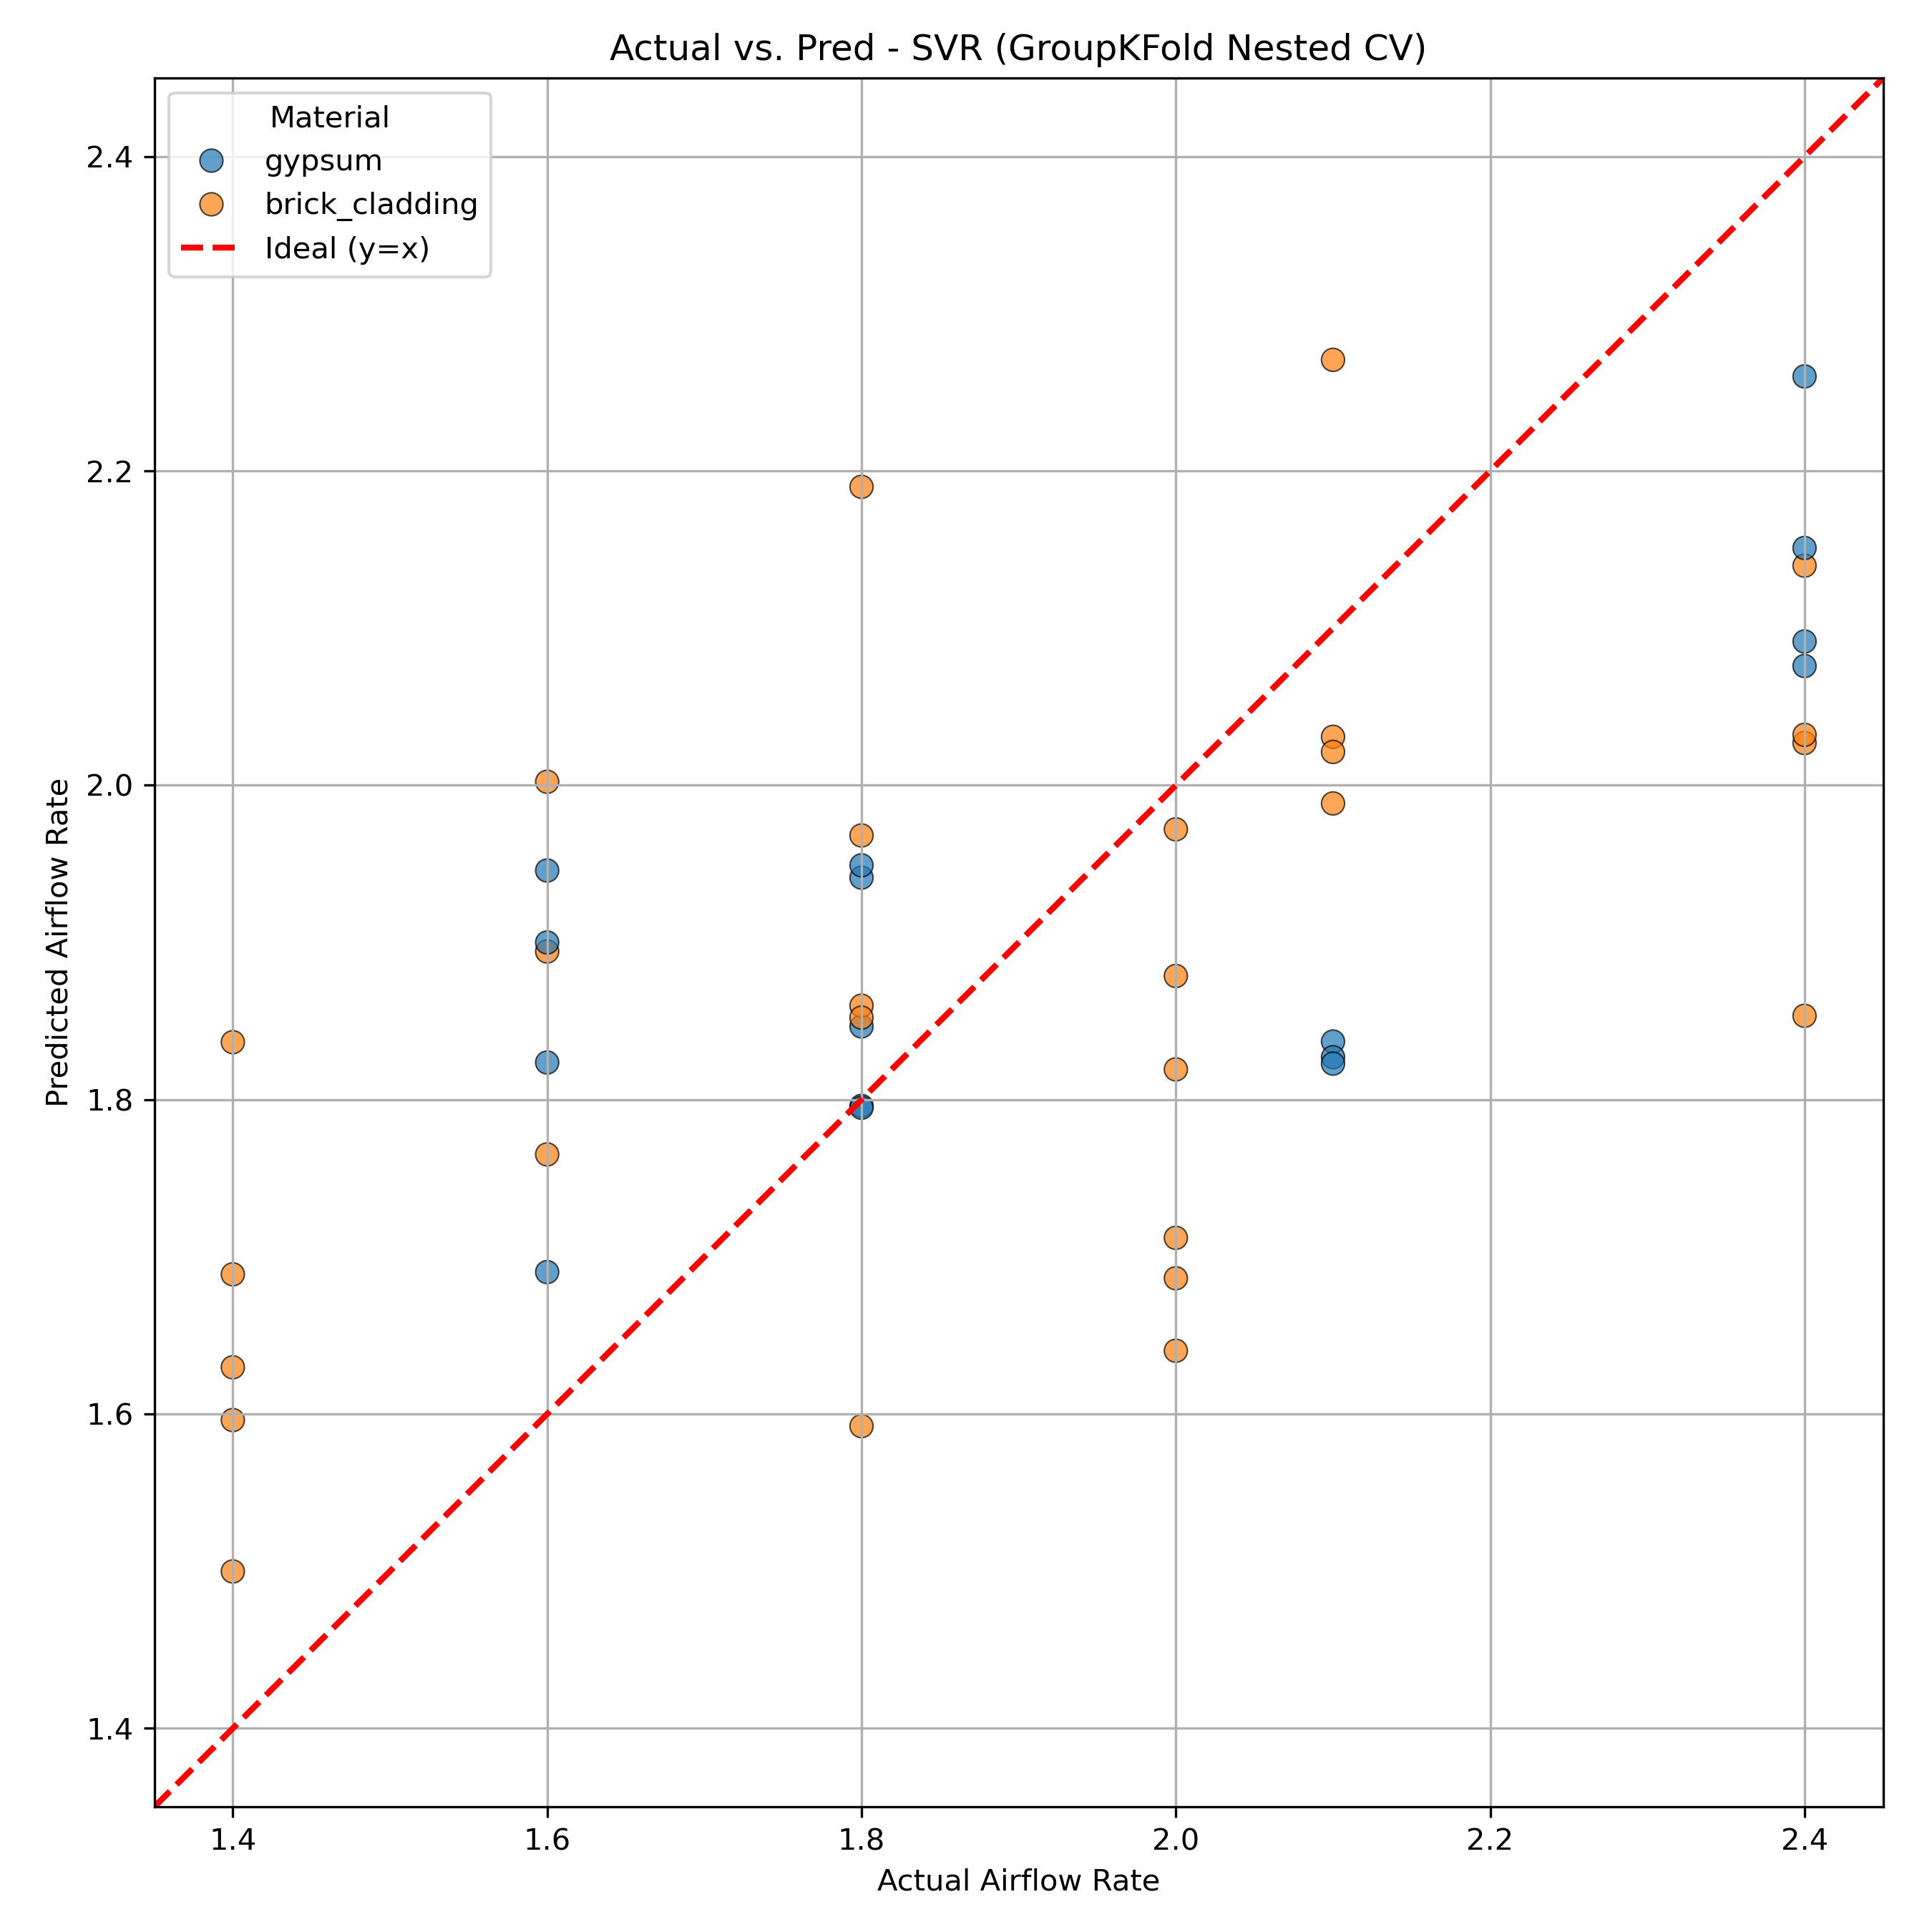 Actual vs. Pred - SVR (GroupKFold Nested CV)
Material
gypsum
brick_cladding
Ideal (y=x)
Predicted Airflow Rate
2.4
2.2
2.0
1.8
1.6
1.4
1.4
1.6
1.8
2.0
2.2
2.4
Actual Airflow Rate